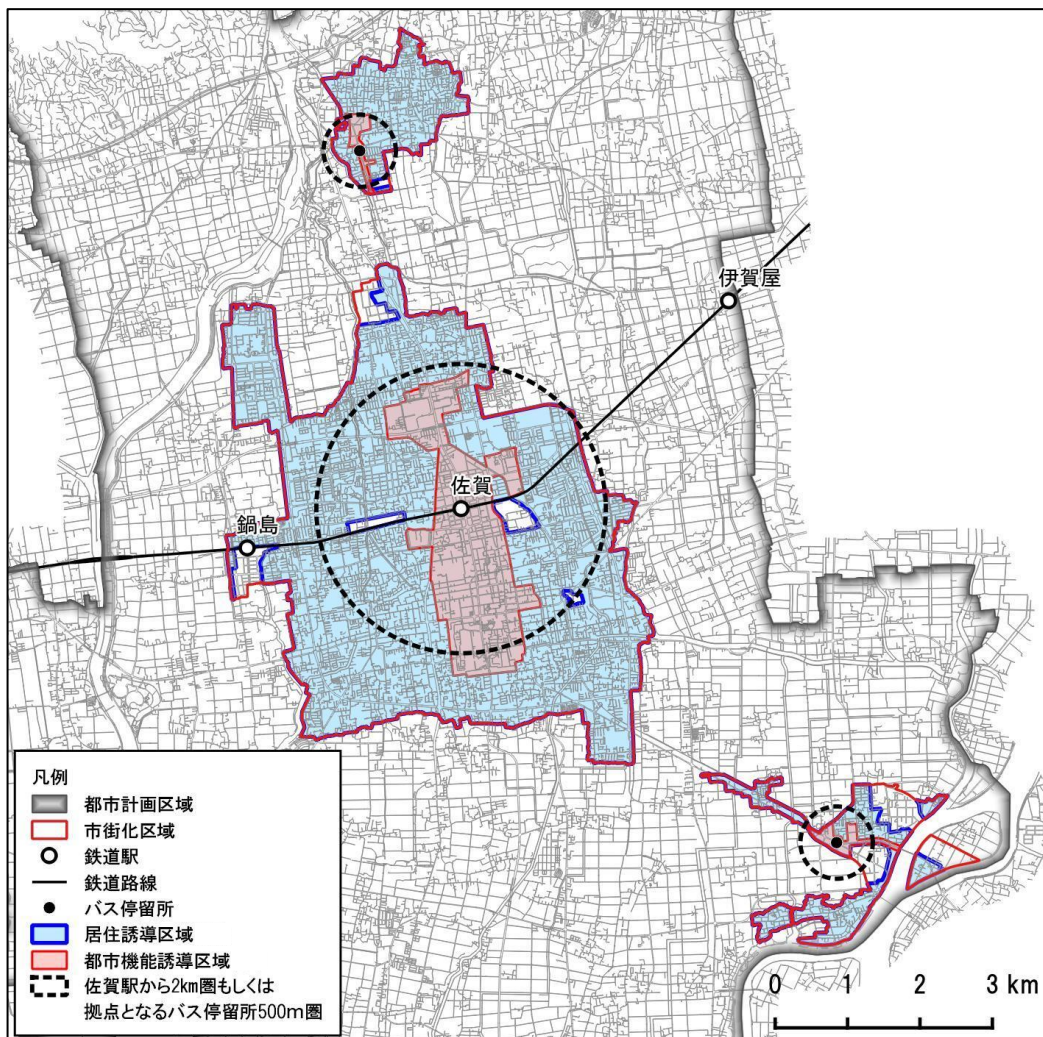 伊賀屋
佐賀
鍋島
凡例
都市計画区域
市街化区域
鉄道駅
鉄道路線
バス停留所
居住誘導区域
都市機能誘導区域
佐賀駅から2km圏もしくは
拠点となるバス停留所500m圏
0 1 2 3 km